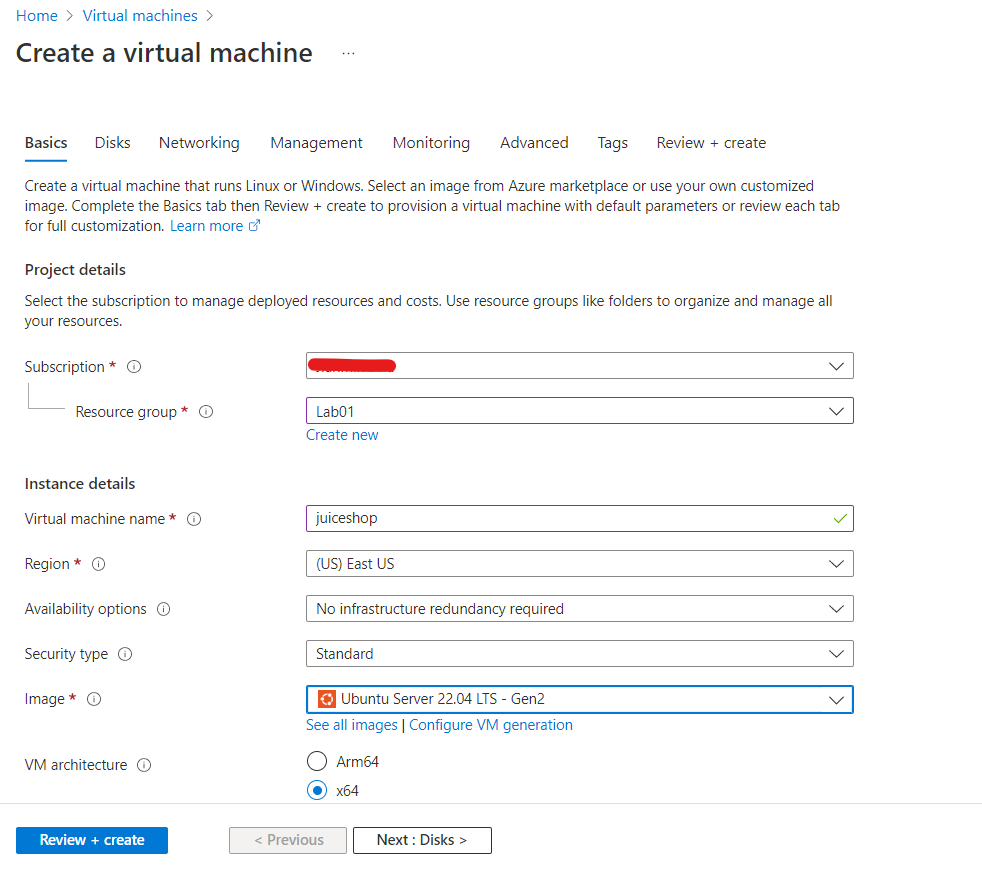 Home > Virtual machines >
Create a virtual machine ...
Basics Disks Networking Management Monitoring Advanced Tags Review + create
Create a virtual machine that runs Linux or Windows. Select an image from Azure marketplace or use your own customized
image. Complete the Basics tab then Review + create to provision a virtual machine with default parameters or review each tab
for full customization. Learn more
Project details
Select the subscription to manage deployed resources and costs. Use resource groups like folders to organize and manage all
your resources.
Subscription *
Resource group * Lab01
Create new
Instance details
Virtual machine name * juiceshop
Region * (US) East US
Availability options No infrastructure redundancy required
Security type Standard
Image * Ubuntu Server 22.04 LTS - Gen2
See all images | Configure VM generation
VM architecture Arm64
x64
Review + create < Previous Next : Disks >